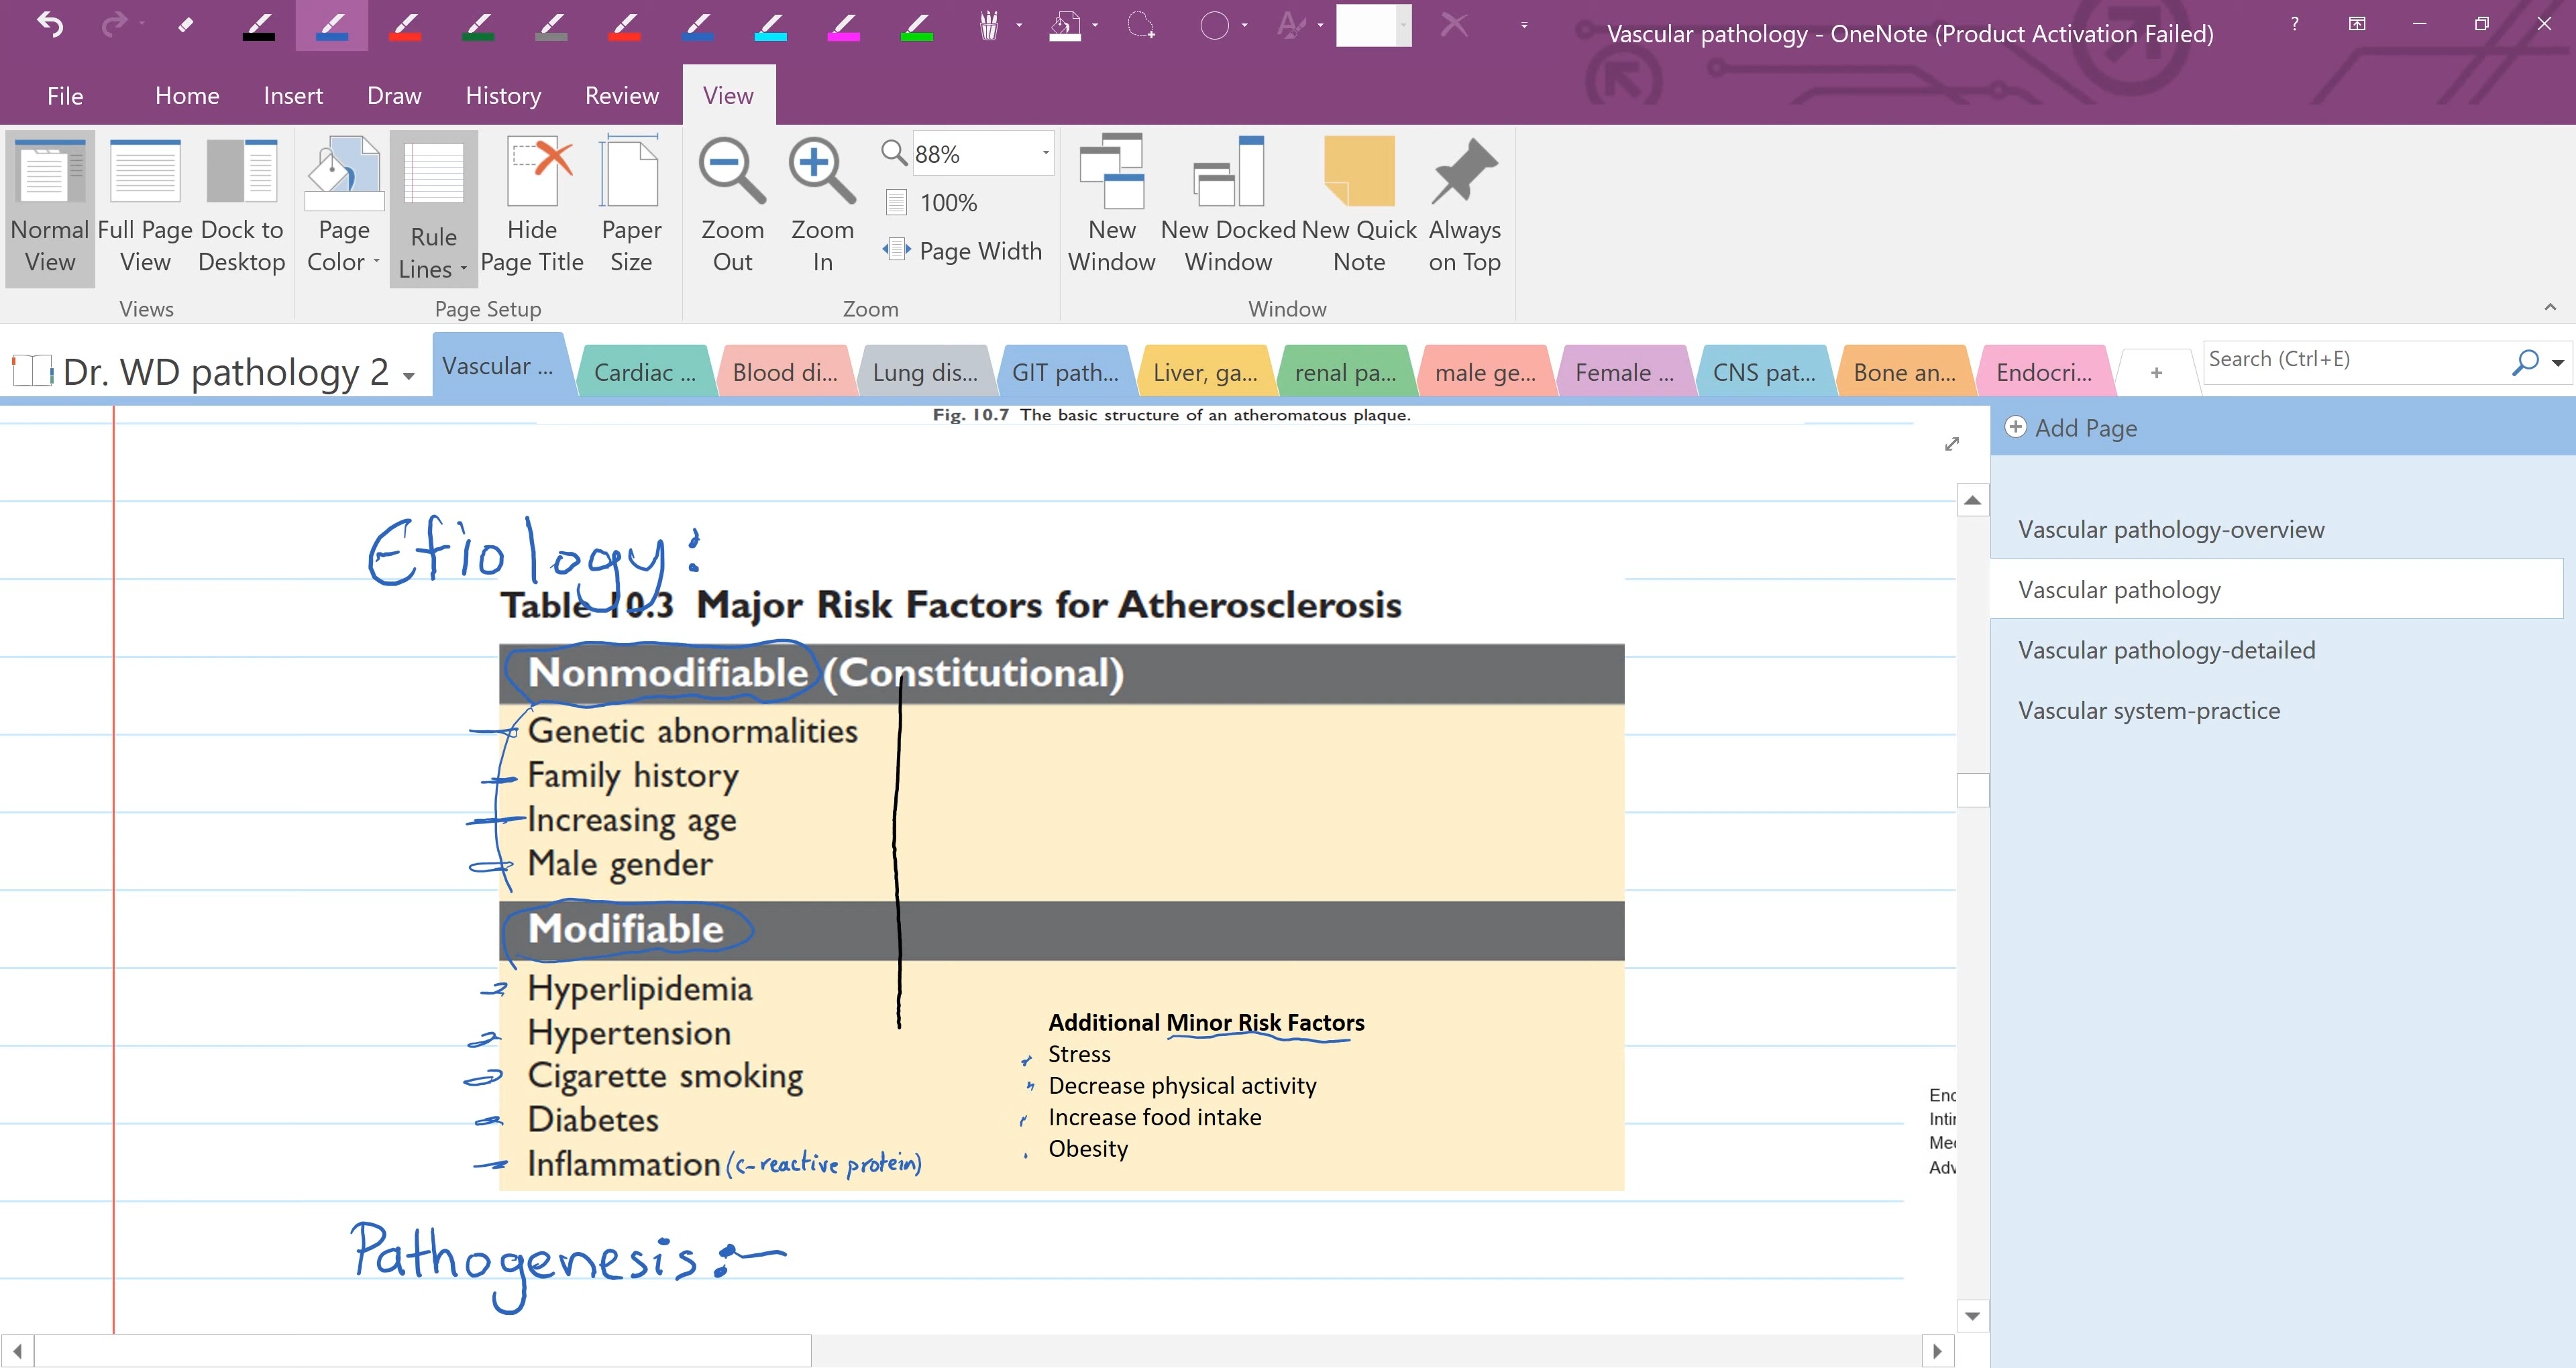 Vascular pathology - OneNote (Product Activation Failed)
?
File Home Insert Draw History Review View
Normal View
Full Page View
Dock to Desktop
Views
Page Color
Rule Lines
Hide Page Title
Paper Size
Page Setup
Zoom Out
Zoom In
88%
100%
Page Width
Zoom
New Window
New Docked Window
New Quick Note
Always on Top
Window
Dr. WD pathology 2
Vascular ... Cardiac ... Blood di... Lung dis... GIT path... Liver, ga... renal pa... male ge... Female ... CNS pat... Bone an... Endocri... +
Search (Ctrl+E)
Fig. 10.7 The basic structure of an atheromatous plaque.
Etiology:
Table 10.3 Major Risk Factors for Atherosclerosis
Nonmodifiable (Constitutional)
Genetic abnormalities
Family history
Increasing age
Male gender
Modifiable
Hyperlipidemia
Hypertension
Cigarette smoking
Diabetes
Inflammation (c-reactive protein)
Additional Minor Risk Factors
Stress
Decrease physical activity
Increase food intake
Obesity
Pathogenesis:-
Add Page
Vascular pathology-overview
Vascular pathology
Vascular pathology-detailed
Vascular system-practice